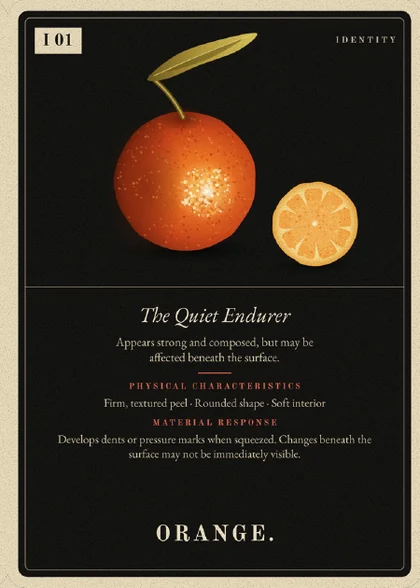 I 01
IDENTITY
The Quiet Endurer
Appears strong and composed, but may be
affected beneath the surface.
PHYSICAL CHARACTERISTICS
Firm, textured peel · Rounded shape · Soft interior
MATERIAL RESPONSE
Develops dents or pressure marks when squeezed. Changes beneath the
surface may not be immediately visible.
ORANGE.